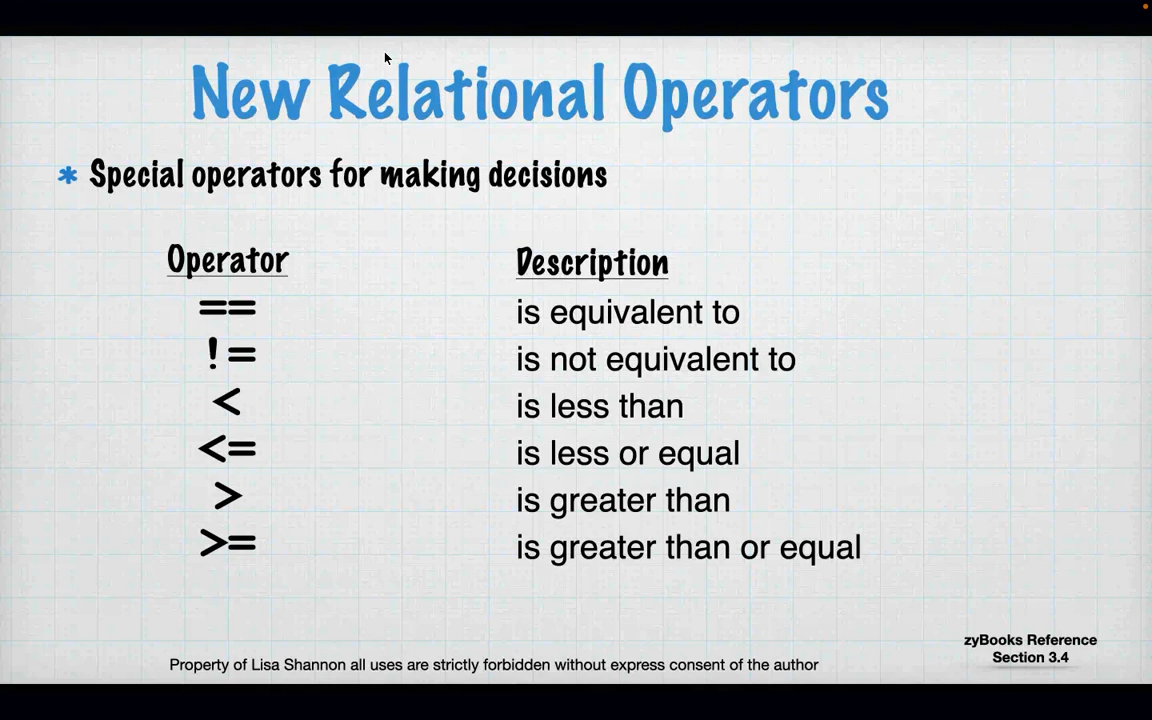 New Relational Operators
* Special operators for making decisions
Operator Description
== is equivalent to
!= is not equivalent to
< is less than
<= is less or equal
> is greater than
>= is greater than or equal
zyBooks Reference
Section 3.4
Property of Lisa Shannon all uses are strictly forbidden without express consent of the author